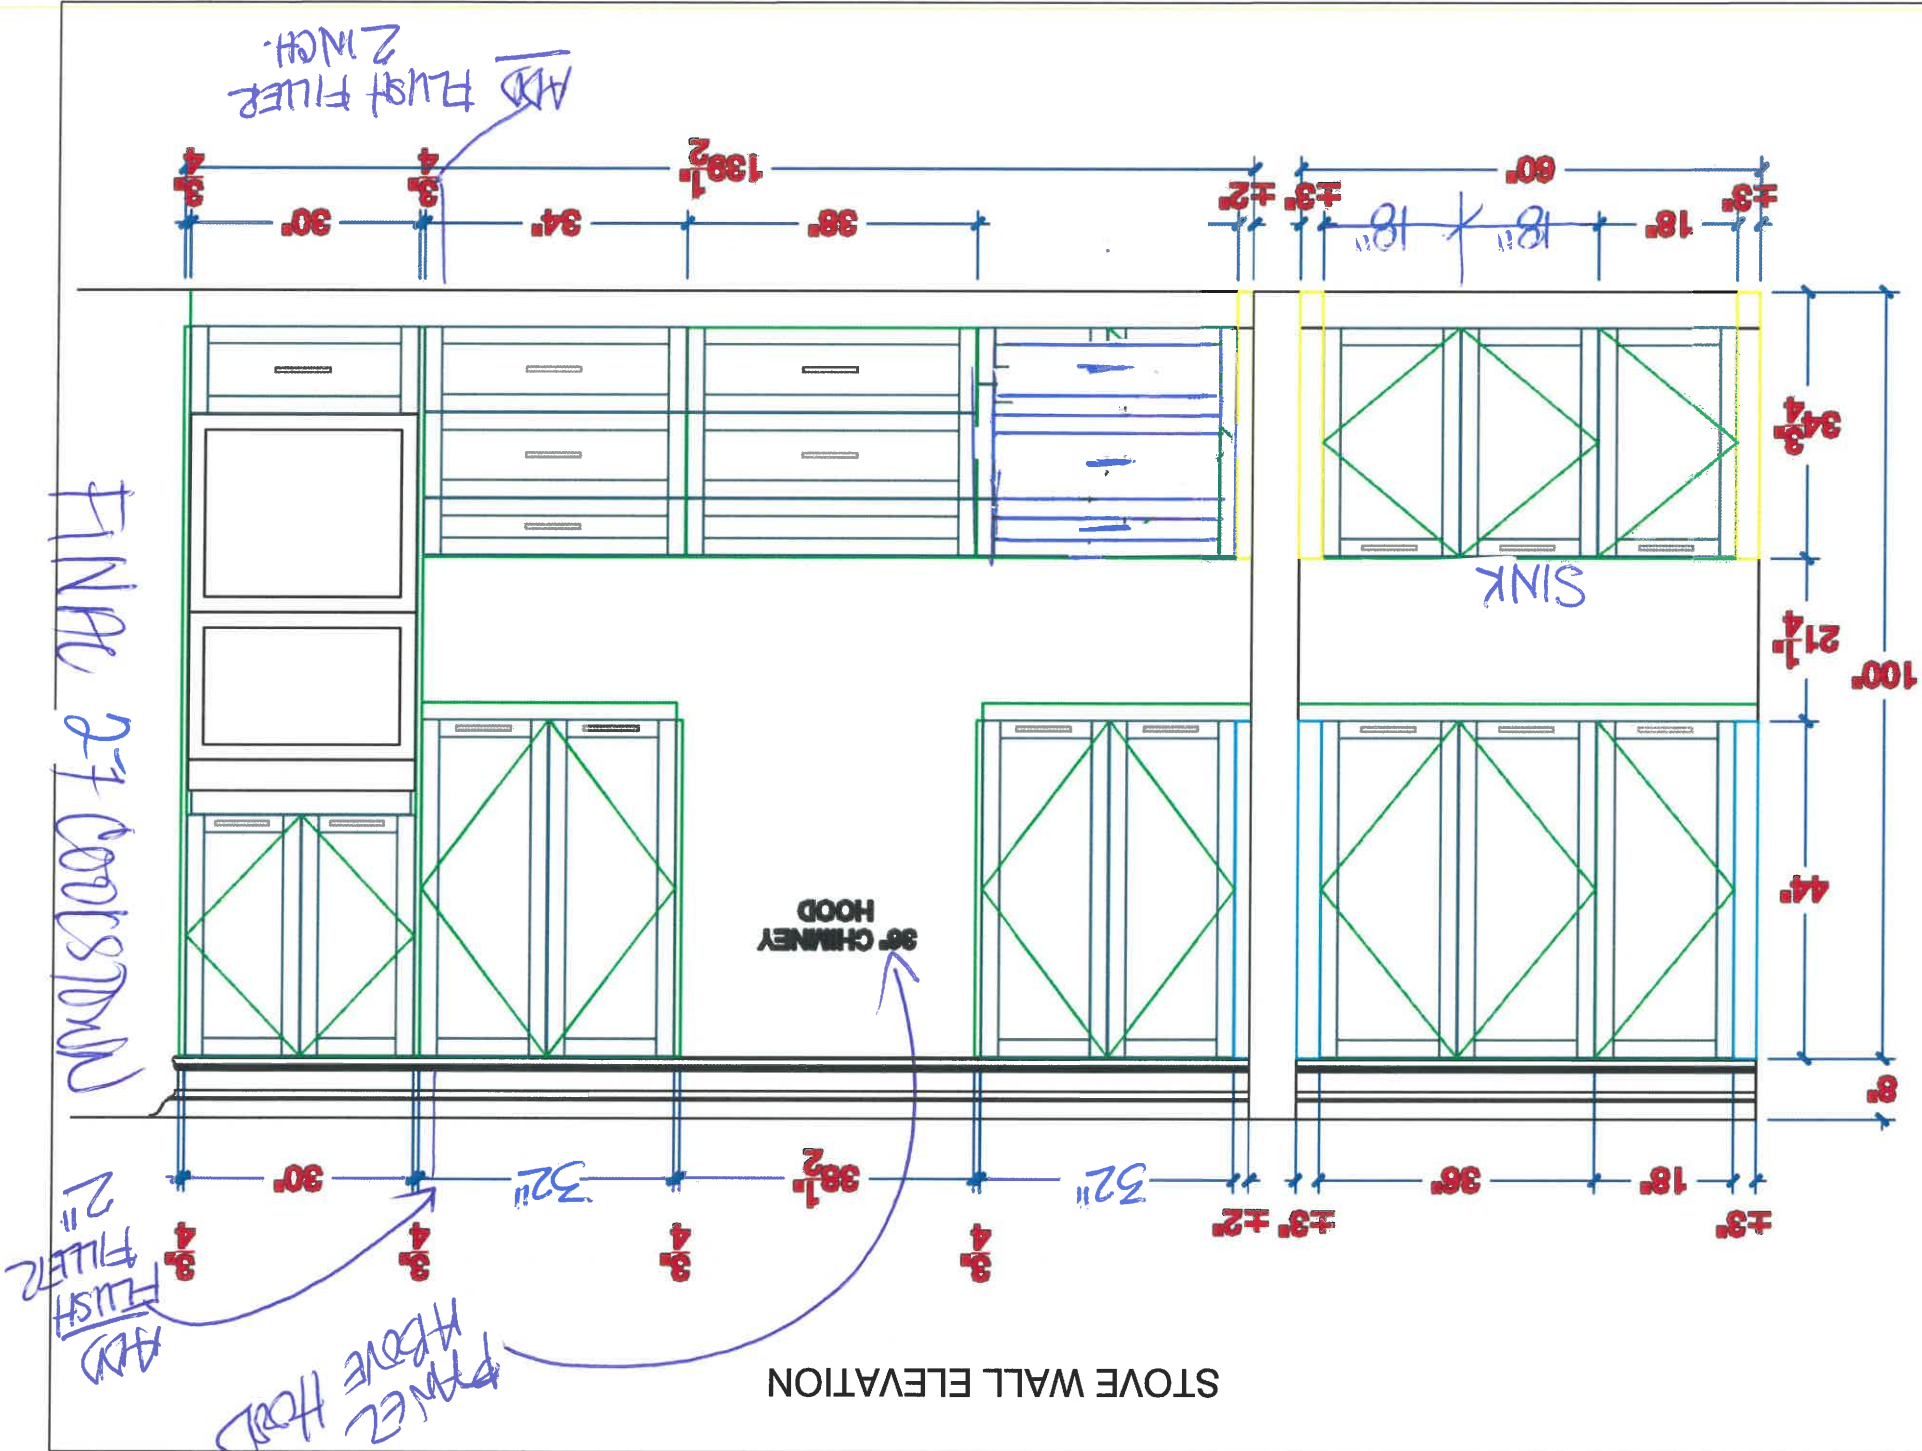 STOVE WALL ELEVATION
PANEL
ABOVE HOOD
ADD
FLUSH
FILLER
2"
±3" ±3" ±2" 3/4" 3/4" 3/4" 3/4"
18" 36" 32" 38 1/2" 32" 30"
8"
36" CHIMNEY
HOOD
44"
100"
21 1/4"
SINK
34 3/4"
18" 18" 18" 38" 34" 30"
±3" ±3" ±2" 3/4" 3/4"
60" 139 1/2"
ADD FLUSH FILLER
2 INCH.
FINAL